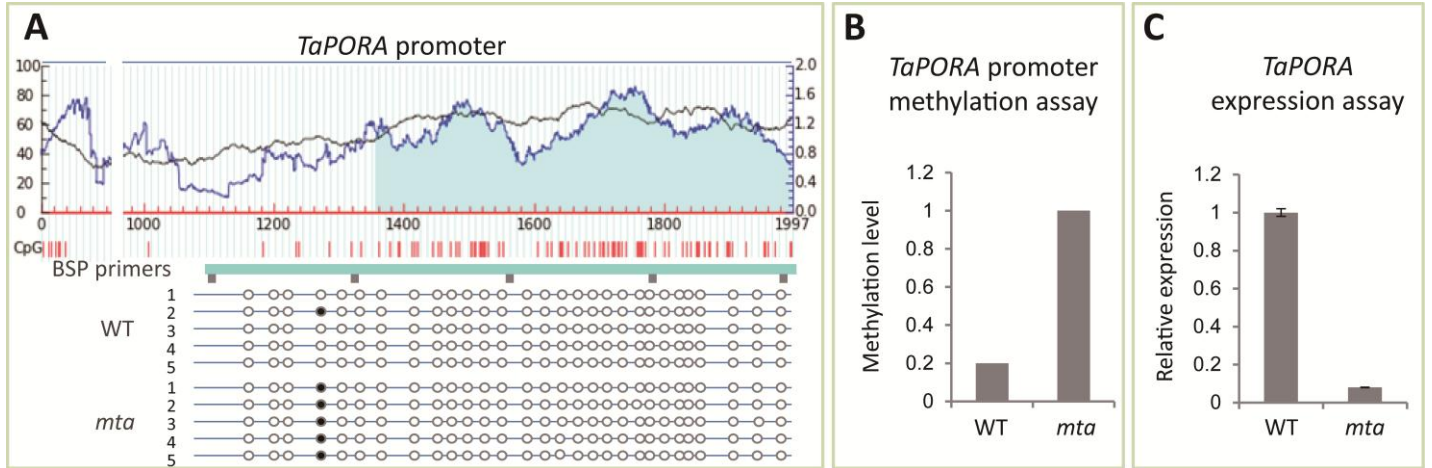 A
TaPORA promoter
100 80 60 40 20 0
2.0 1.6 1.2 0.8 0.4 0.0
0 1000 1200 1400 1600 1800 1997
CpG
BSP primers
WT
1
2
3
4
5
mta
1
2
3
4
5
B
TaPORA promoter
methylation assay
Methylation level
1.2
1
0.8
0.6
0.4
0.2
0
WT mta
C
TaPORA
expression assay
Relative expression
1.2
1
0.8
0.6
0.4
0.2
0
WT mta